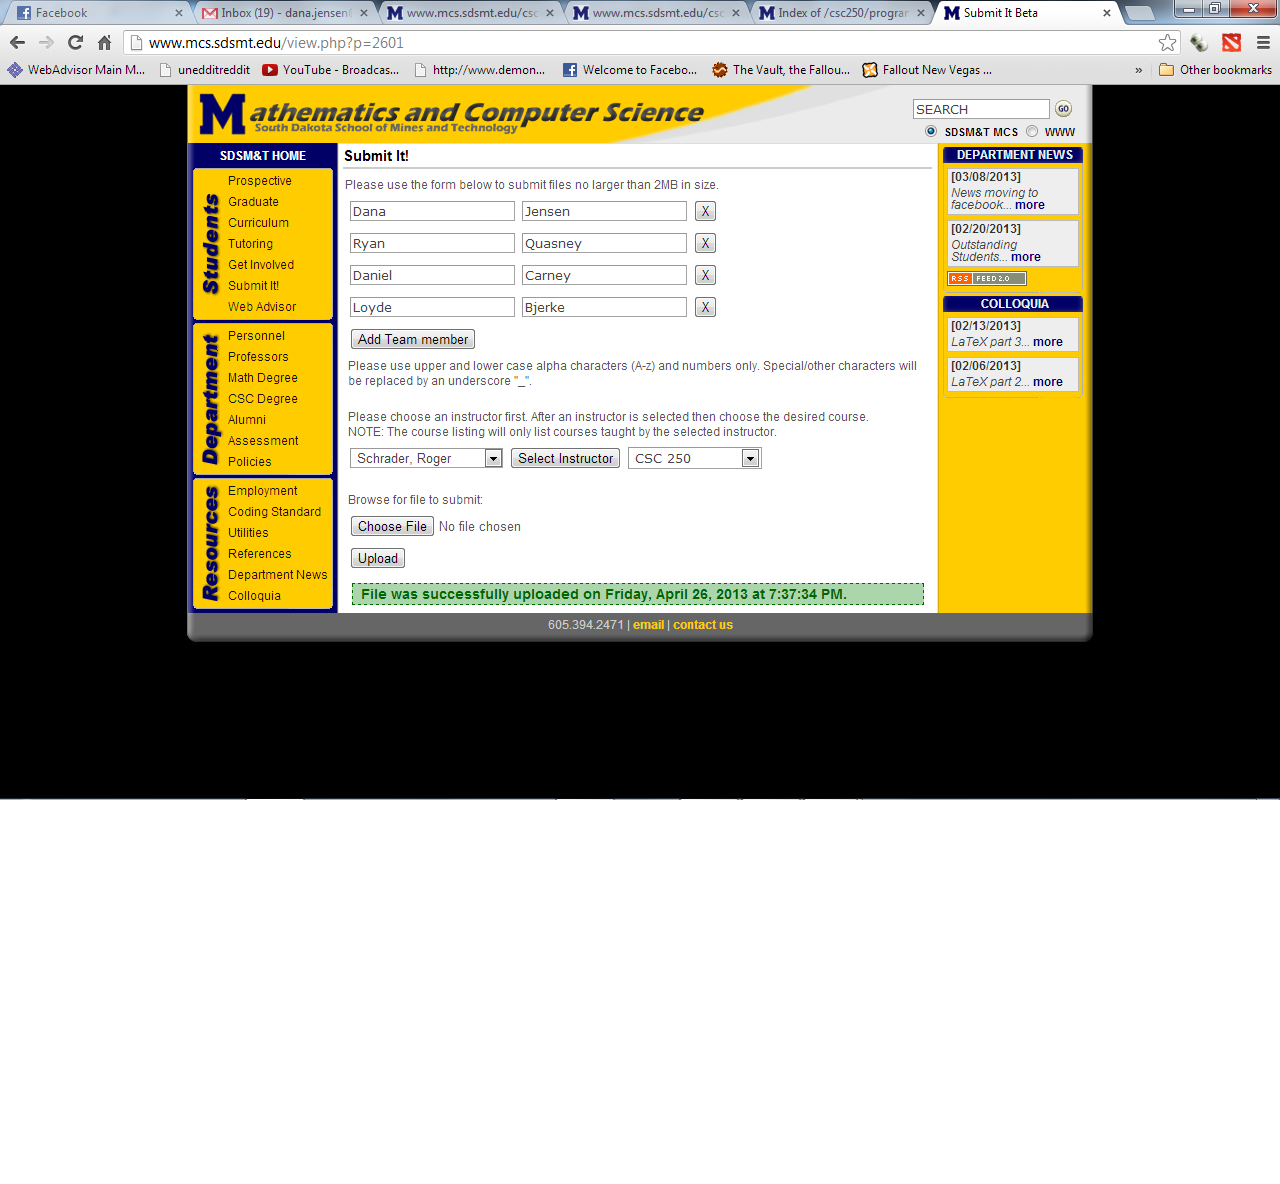 Facebook
Inbox (19) - dana.jensen
www.mcs.sdsmt.edu/csc
www.mcs.sdsmt.edu/csc
Index of /csc250/program
Submit It Beta
www.mcs.sdsmt.edu/view.php?p=2601
WebAdvisor Main M...
unedditreddit
YouTube - Broadcas...
http://www.demon...
Welcome to Facebo...
The Vault, the Fallou...
Fallout New Vegas ...
»
Other bookmarks
Mathematics and Computer Science
South Dakota School of Mines and Technology
SEARCH
GO
SDSM&T MCS
WWW
SDSM&T HOME
Students
Prospective
Graduate
Curriculum
Tutoring
Get Involved
Submit It!
Web Advisor
Department
Personnel
Professors
Math Degree
CSC Degree
Alumni
Assessment
Policies
Resources
Employment
Coding Standard
Utilities
References
Department News
Colloquia
Submit It!
Please use the form below to submit files no larger than 2MB in size.
Dana Jensen X
Ryan Quasney X
Daniel Carney X
Loyde Bjerke X
Add Team member
Please use upper and lower case alpha characters (A-z) and numbers only. Special/other characters will
be replaced by an underscore "_".
Please choose an instructor first. After an instructor is selected then choose the desired course.
NOTE: The course listing will only list courses taught by the selected instructor.
Schrader, Roger Select Instructor CSC 250
Browse for file to submit:
Choose File No file chosen
Upload
File was successfully uploaded on Friday, April 26, 2013 at 7:37:34 PM.
DEPARTMENT NEWS
[03/08/2013]
News moving to
facebook... more
[02/20/2013]
Outstanding
Students... more
RSS FEED 2.0
COLLOQUIA
[02/13/2013]
LaTeX part 3... more
[02/06/2013]
LaTeX part 2... more
605.394.2471 | email | contact us